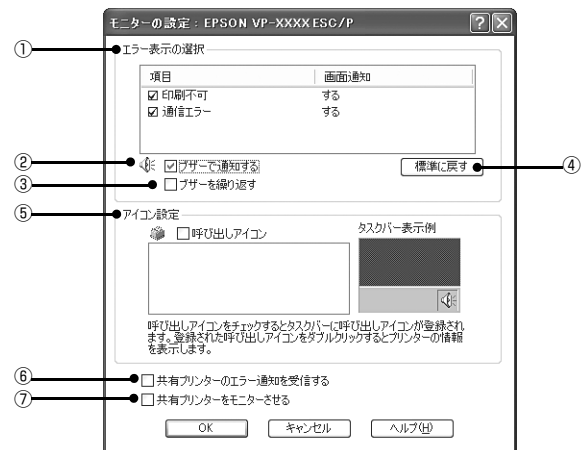 モニターの設定：EPSON VP-XXXX ESC/P
① エラー表示の選択
項目 画面通知
印刷不可 する
通信エラー する
② ブザーで通知する 標準に戻す ④
③ ブザーを繰り返す
⑤ アイコン設定
呼び出しアイコン タスクバー表示例
呼び出しアイコンをチェックするとタスクバーに呼び出しアイコンが登録され
ます。登録された呼び出しアイコンをダブルクリックするとプリンターの情報
を表示します。
⑥ 共有プリンターのエラー通知を受信する
⑦ 共有プリンターをモニターさせる
OK キャンセル ヘルプ(H)